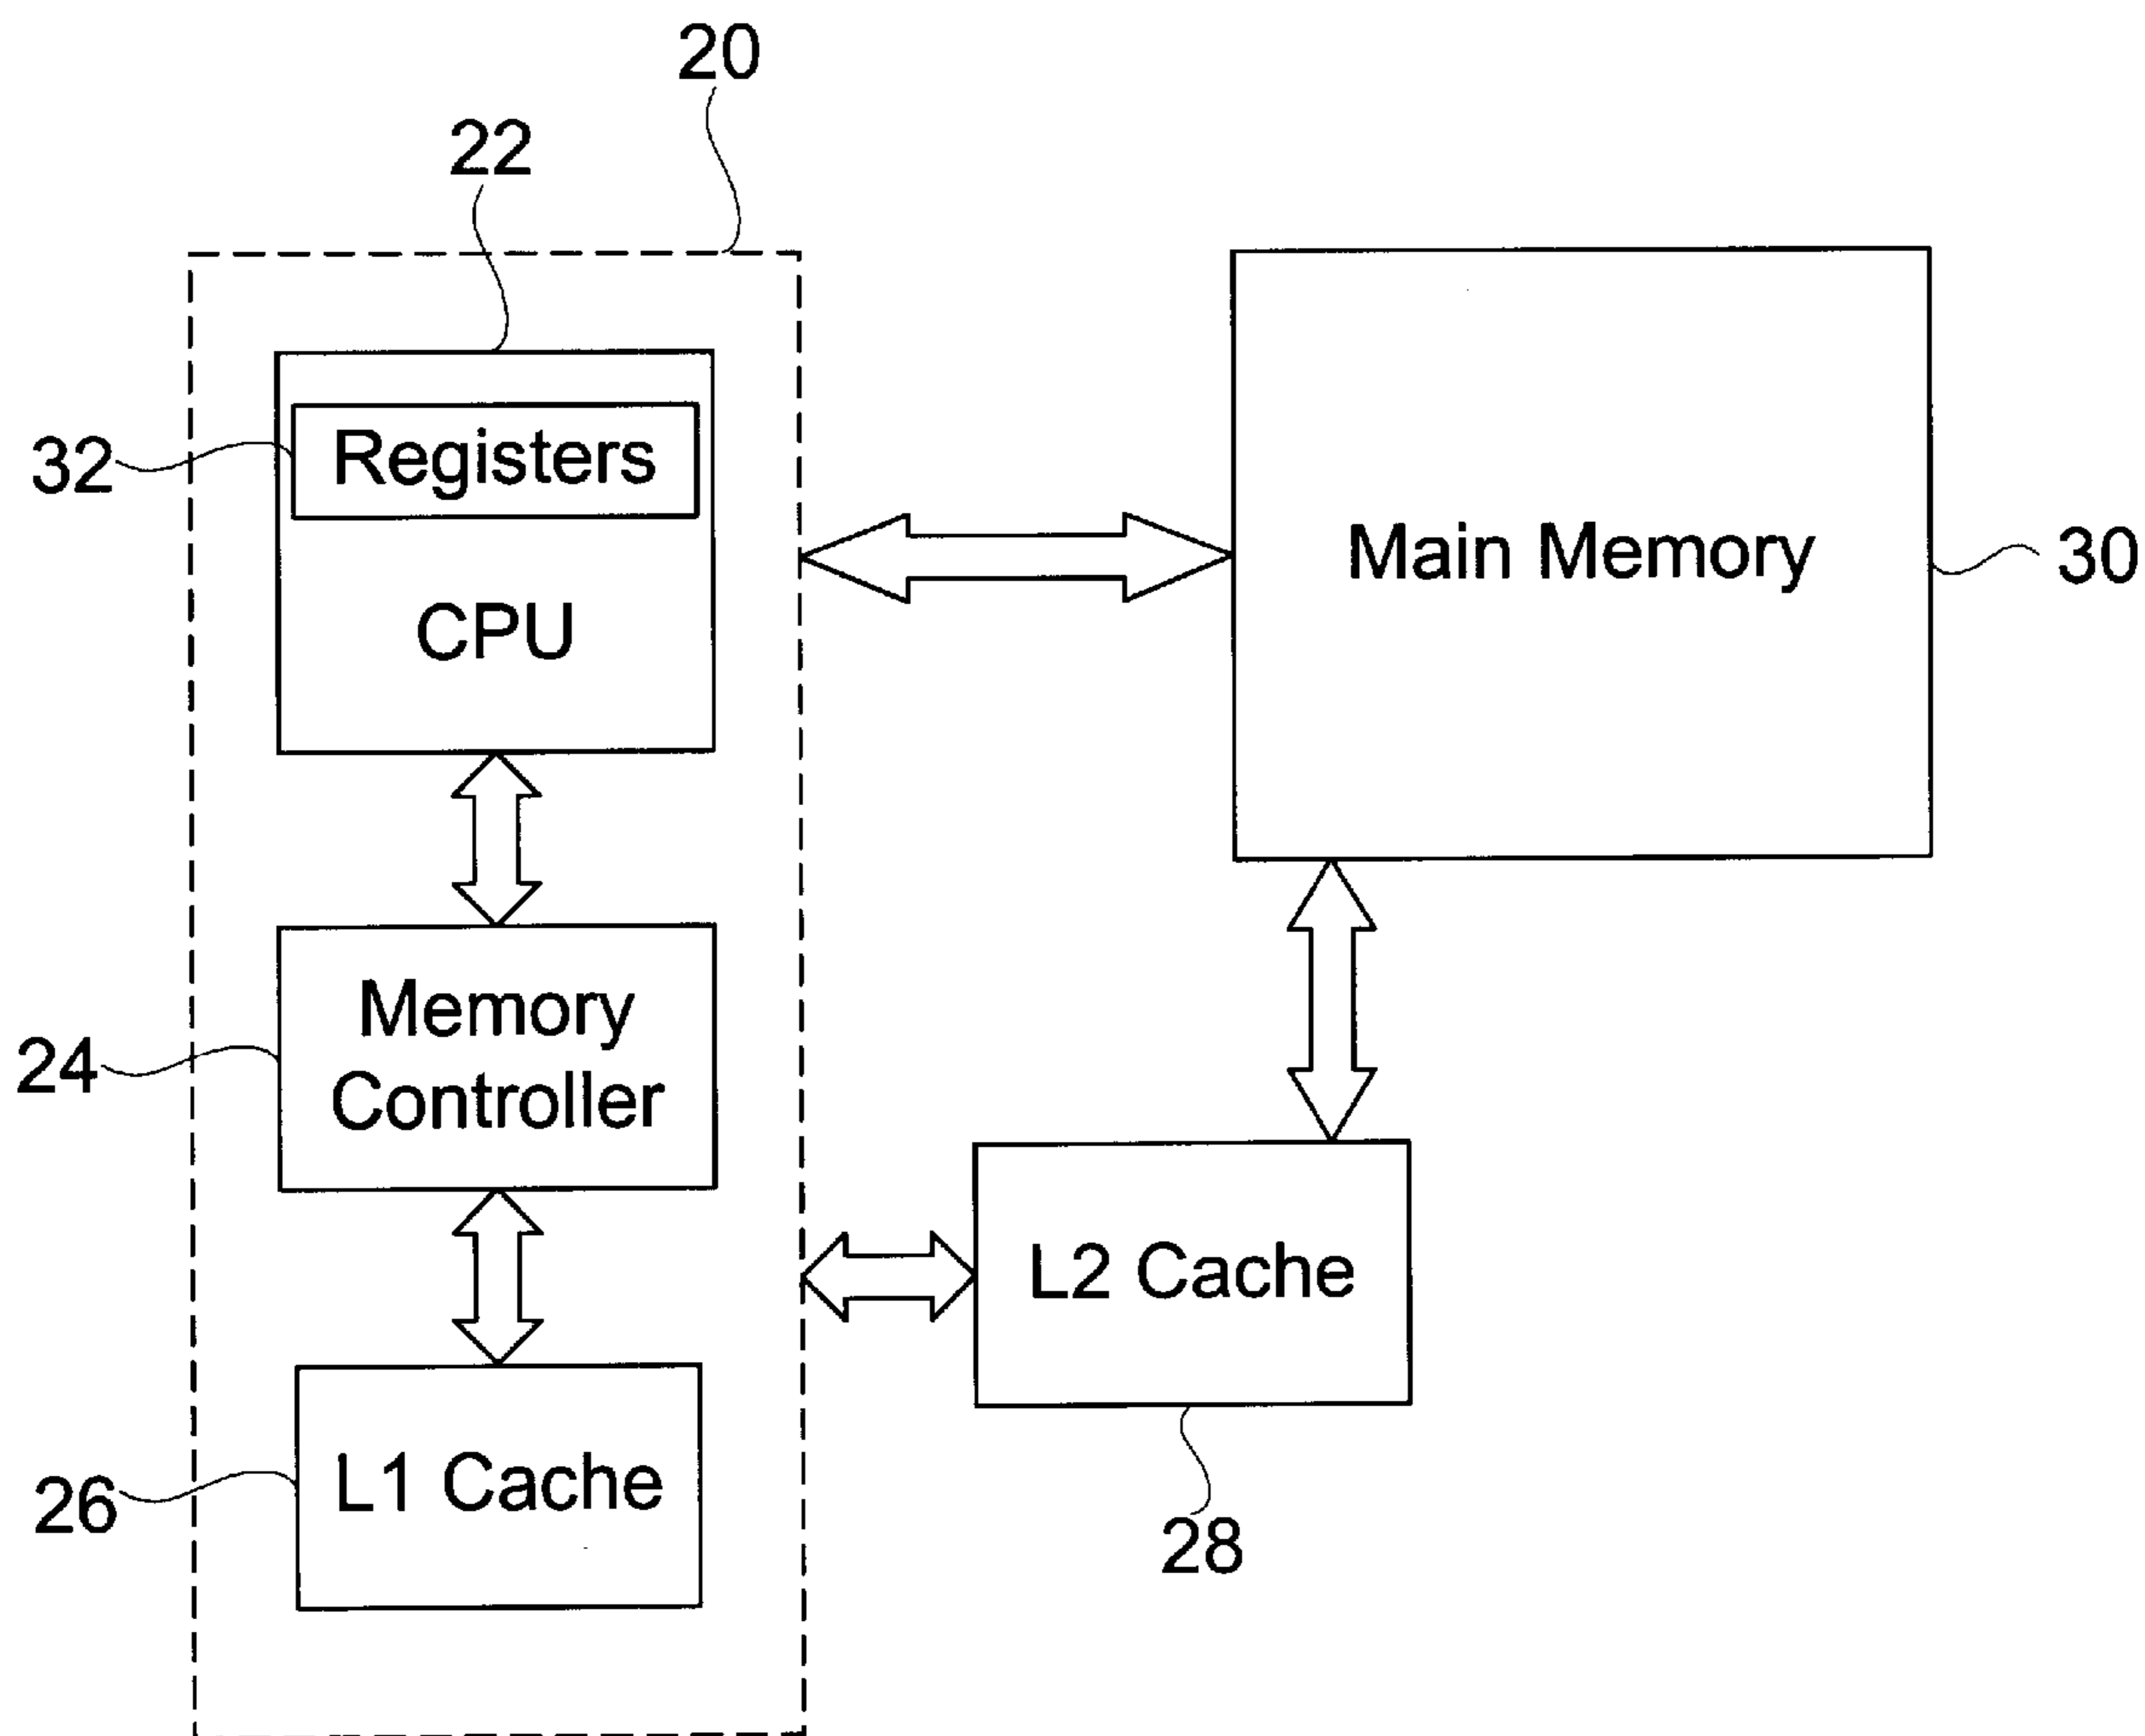 20
22
32
Registers
CPU
Main Memory
30
24
Memory
Controller
L2 Cache
26
L1 Cache
28